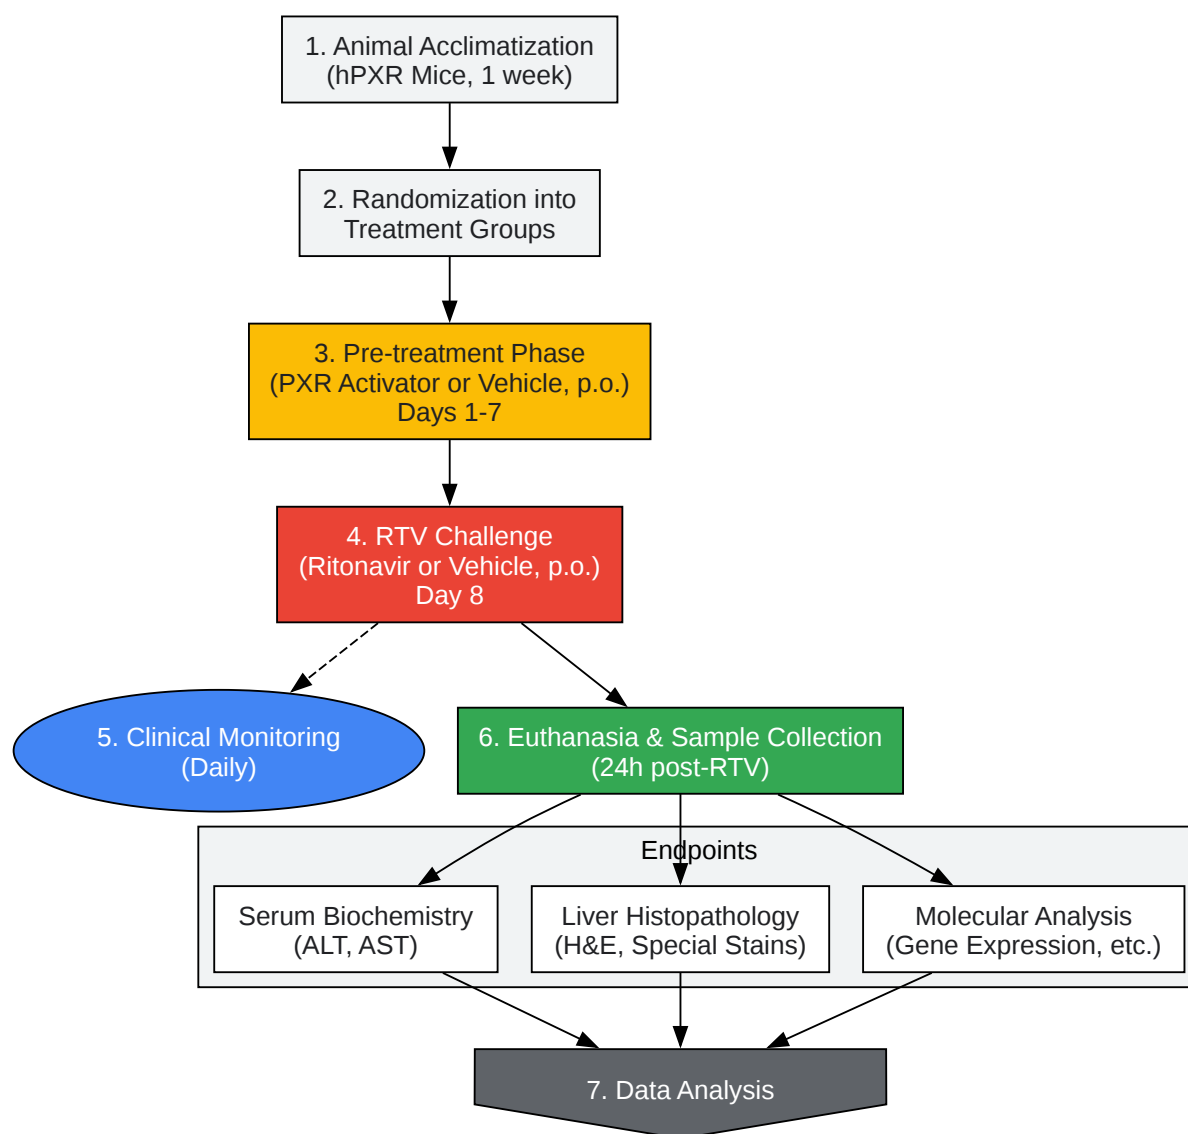 1. Animal Acclimatization
(hPXR Mice, 1 week)
2. Randomization into
Treatment Groups
3. Pre-treatment Phase
(PXR Activator or Vehicle, p.o.)
Days 1-7
4. RTV Challenge
(Ritonavir or Vehicle, p.o.)
Day 8
5. Clinical Monitoring
(Daily)
6. Euthanasia & Sample Collection
(24h post-RTV)
Endpoints
Serum Biochemistry
(ALT, AST)
Liver Histopathology
(H&E, Special Stains)
Molecular Analysis
(Gene Expression, etc.)
7. Data Analysis